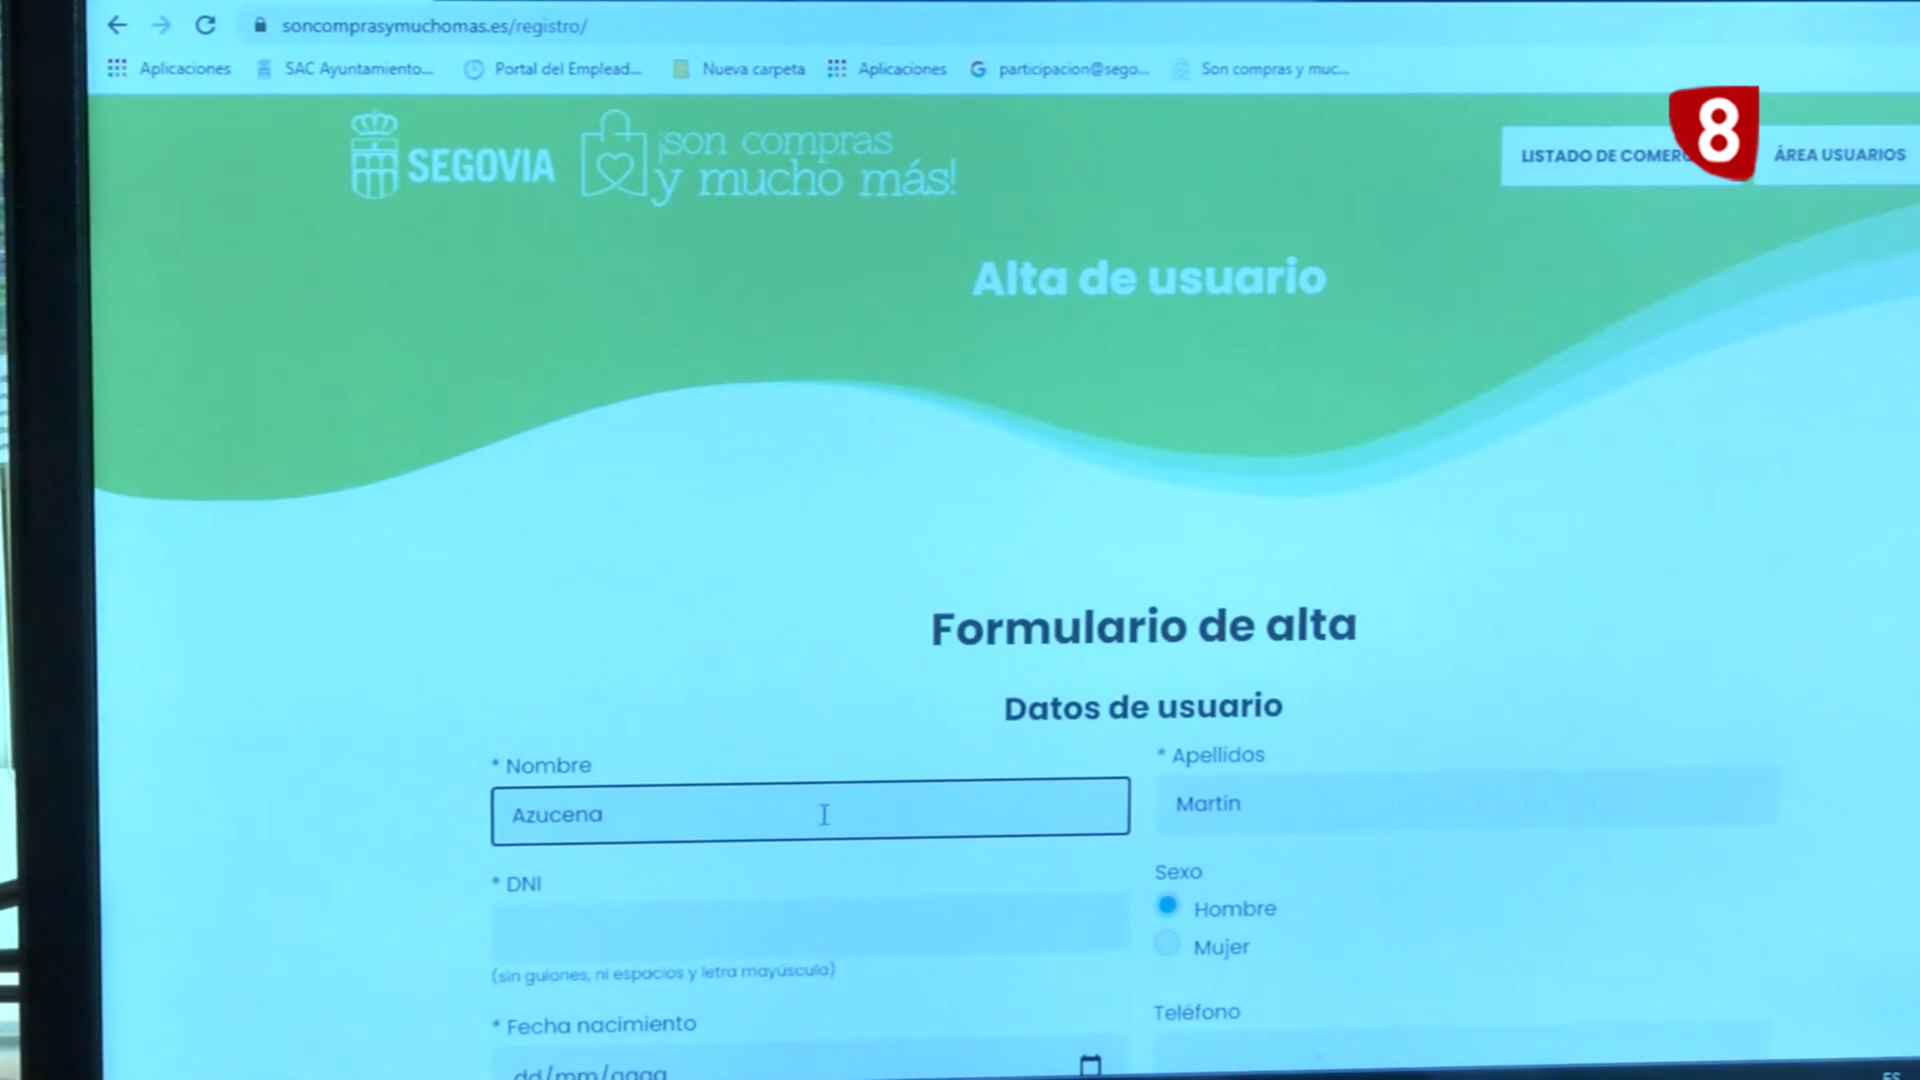 soncomprasymuchomas.es/registro/
Aplicaciones SAC Ayuntamiento... Portal del Emplead... Nueva carpeta Aplicaciones participacion@sego... Son compras y muc...
SEGOVIA
¡son compras
y mucho más!
LISTADO DE COMERC
8
ÁREA USUARIOS
Alta de usuario
Formulario de alta
Datos de usuario
* Nombre
* Apellidos
Azucena
Martin
* DNI
Sexo
Hombre
Mujer
(sin guiones, ni espacios y letra mayúscula)
* Fecha nacimiento
Teléfono
dd/mm/aaaa
ES